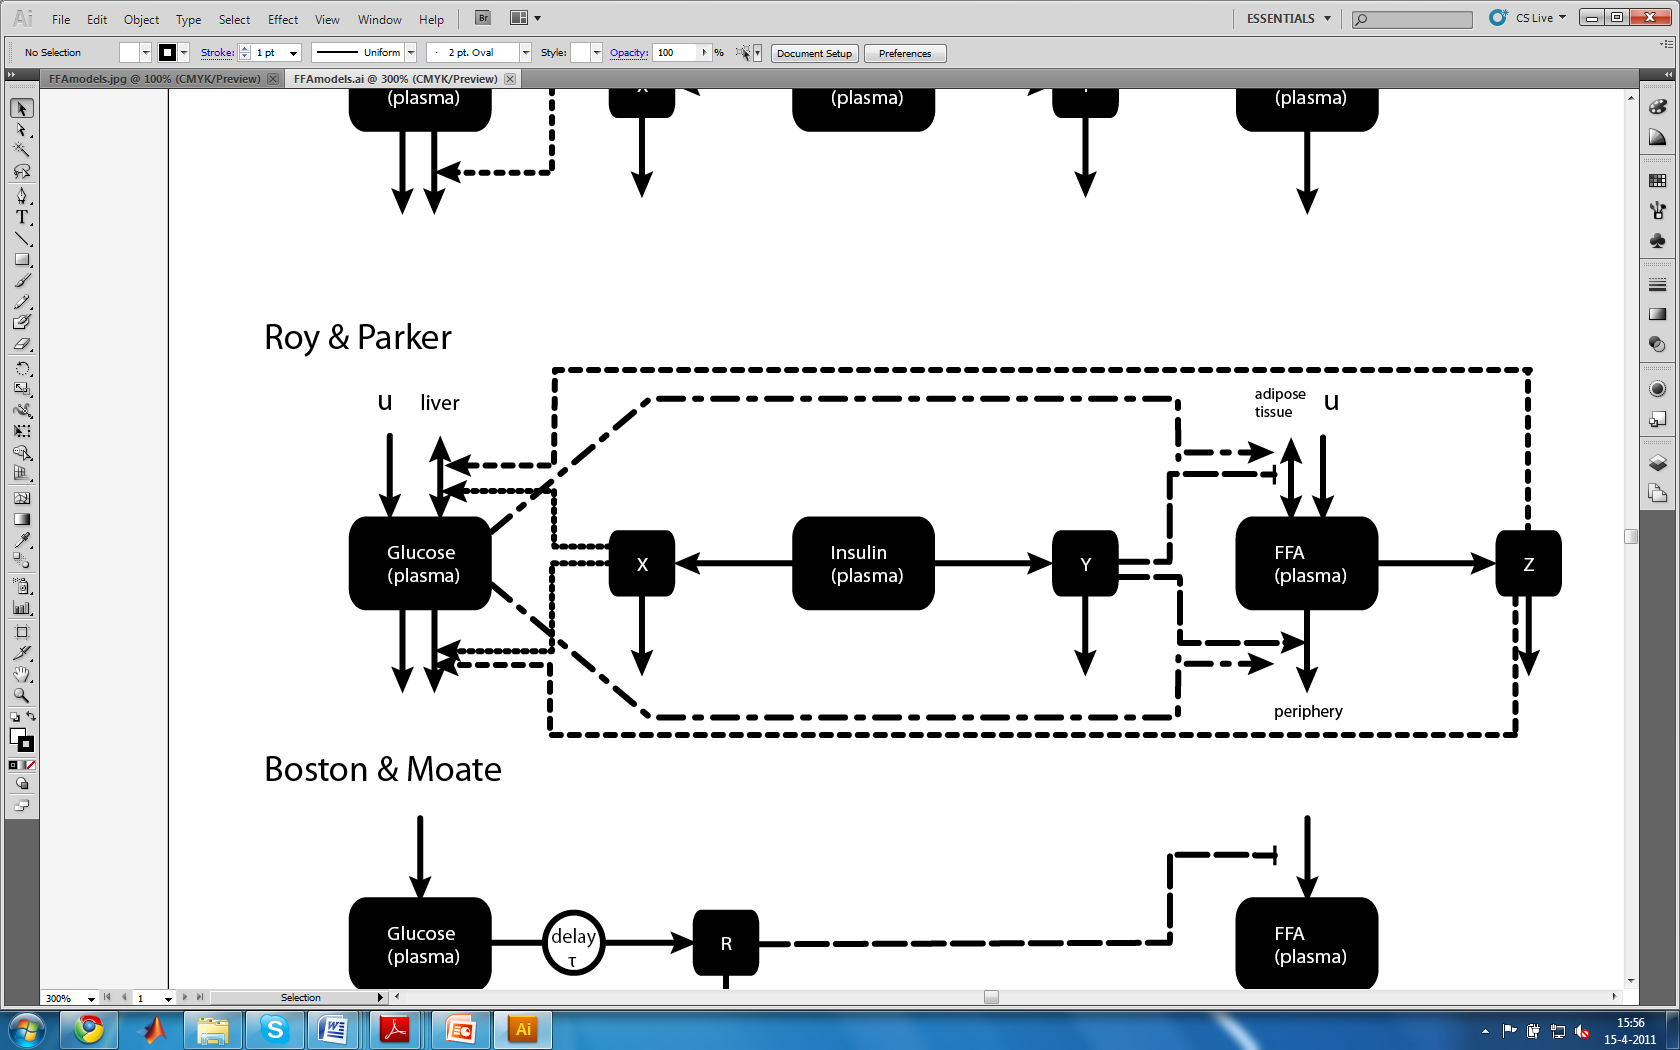 Ai File Edit Object Type Select Effect View Window Help Br ESSENTIALS CS Live
No Selection Stroke: 1 pt Uniform 2 pt. Oval Style: Opacity: 100 % Document Setup Preferences
FFAmodels.jpg @ 100% (CMYK/Preview) FFAmodels.ai @ 300% (CMYK/Preview)
(plasma) (plasma) (plasma)
Roy & Parker
u liver
adipose
tissue u
Glucose
(plasma)
X
Insulin
(plasma)
Y
FFA
(plasma)
Z
periphery
Boston & Moate
Glucose
(plasma)
delay
τ
R
FFA
(plasma)
300% 1 Selection
Ai
15:56
15-4-2011